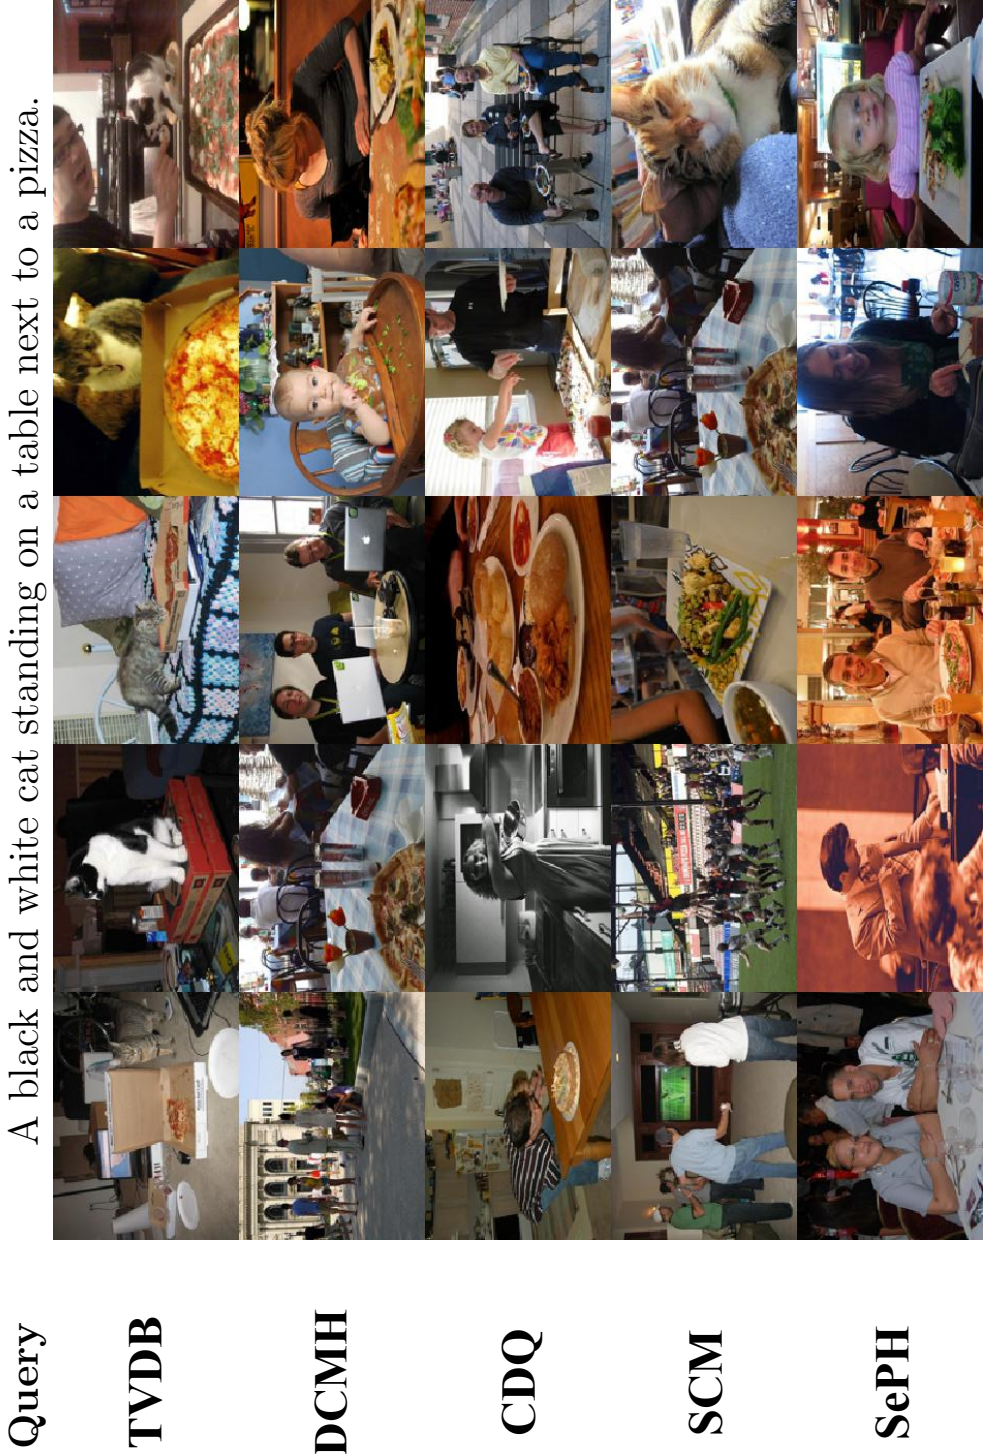 Query A black and white cat standing on a table next to a pizza.
TVDB
DCMH
CDQ
SCM
SePH